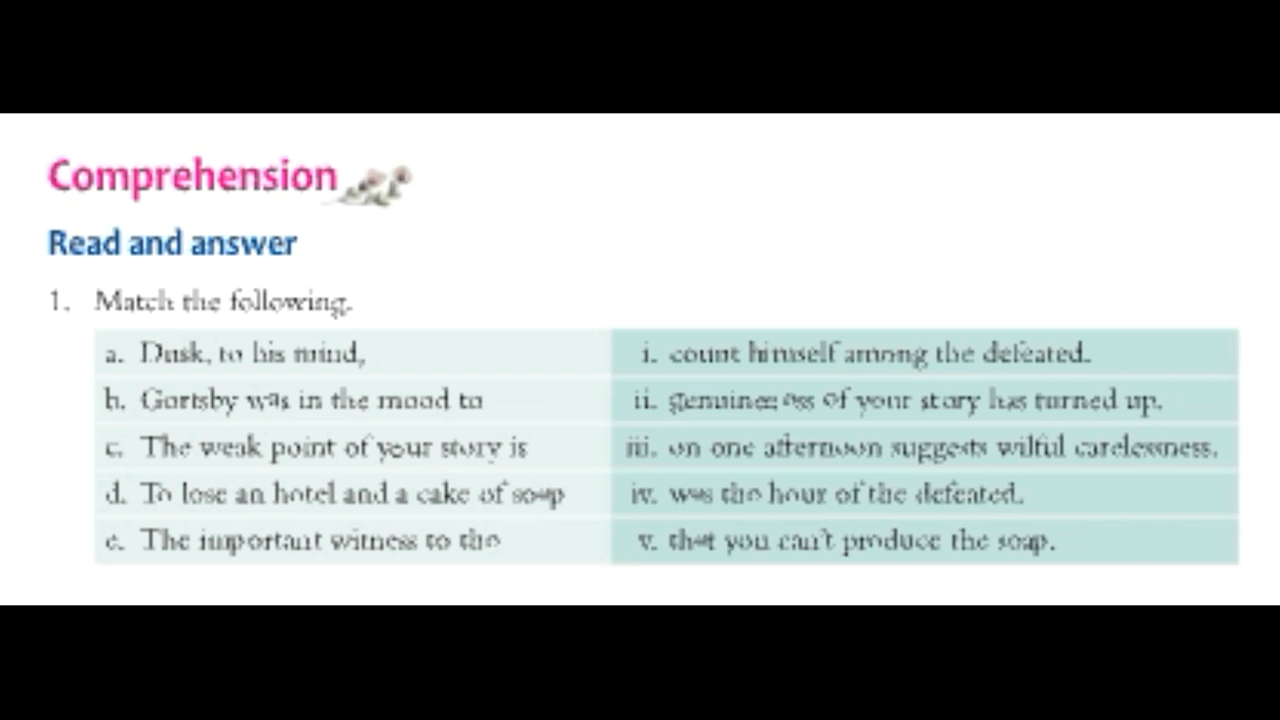 Comprehension
Read and answer
1. Match the following.
a. Dusk, to his mind,
i. count himself among the defeated.
b. Gortsby was in the mood to
ii. genuineness of your story has turned up.
c. The weak point of your story is
iii. on one afternoon suggests wilful carelessness.
d. To lose an hotel and a cake of soap
iv. was the hour of the defeated.
e. The important witness to the
v. that you can't produce the soap.